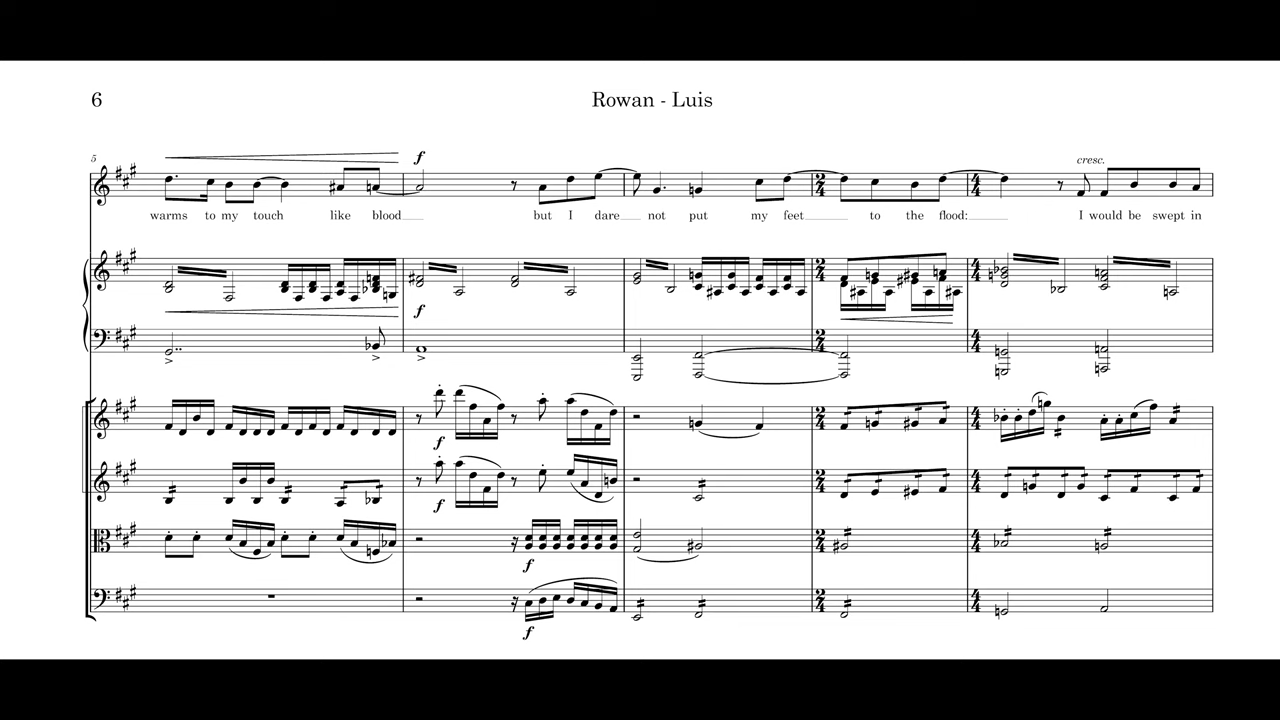 6
Rowan - Luis
5
f
cresc.
warms to my touch like blood but I dare not put my feet to the flood: I would be swept in
f
f
f
f
f